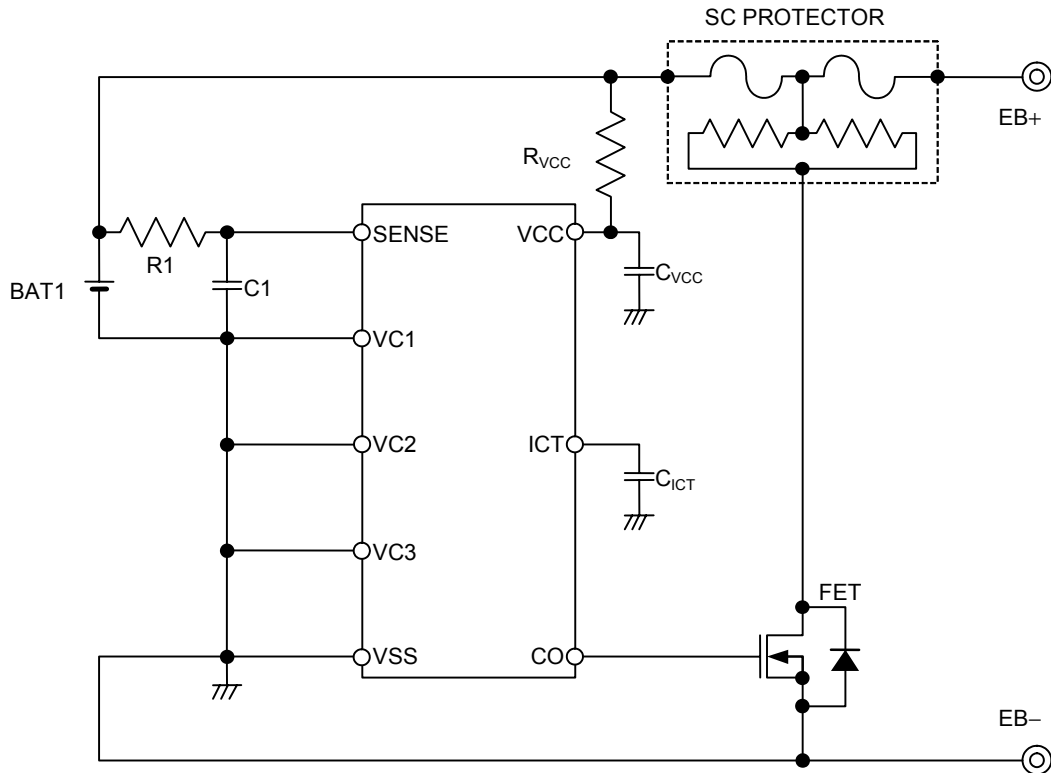 SC PROTECTOR
EB+
RVCC
SENSE
VCC
R1
CVCC
BAT1
C1
VC1
VC2
ICT
CICT
VC3
FET
VSS
CO
EB−